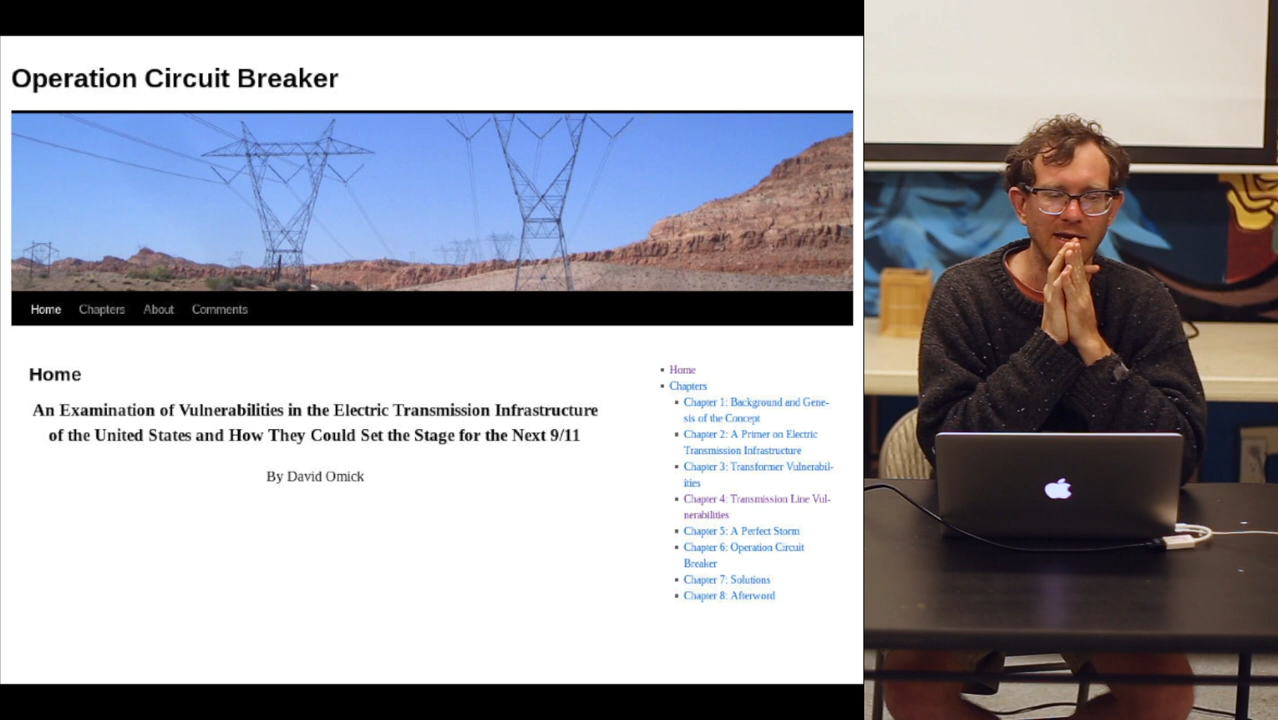 Operation Circuit Breaker
Home Chapters About Comments
Home
An Examination of Vulnerabilities in the Electric Transmission Infrastructure
of the United States and How They Could Set the Stage for the Next 9/11
By David Omick
Home
Chapters
Chapter 1: Background and Gene-
sis of the Concept
Chapter 2: A Primer on Electric
Transmission Infrastructure
Chapter 3: Transformer Vulnerabil-
ities
Chapter 4: Transmission Line Vul-
nerabilities
Chapter 5: A Perfect Storm
Chapter 6: Operation Circuit
Breaker
Chapter 7: Solutions
Chapter 8: Afterword